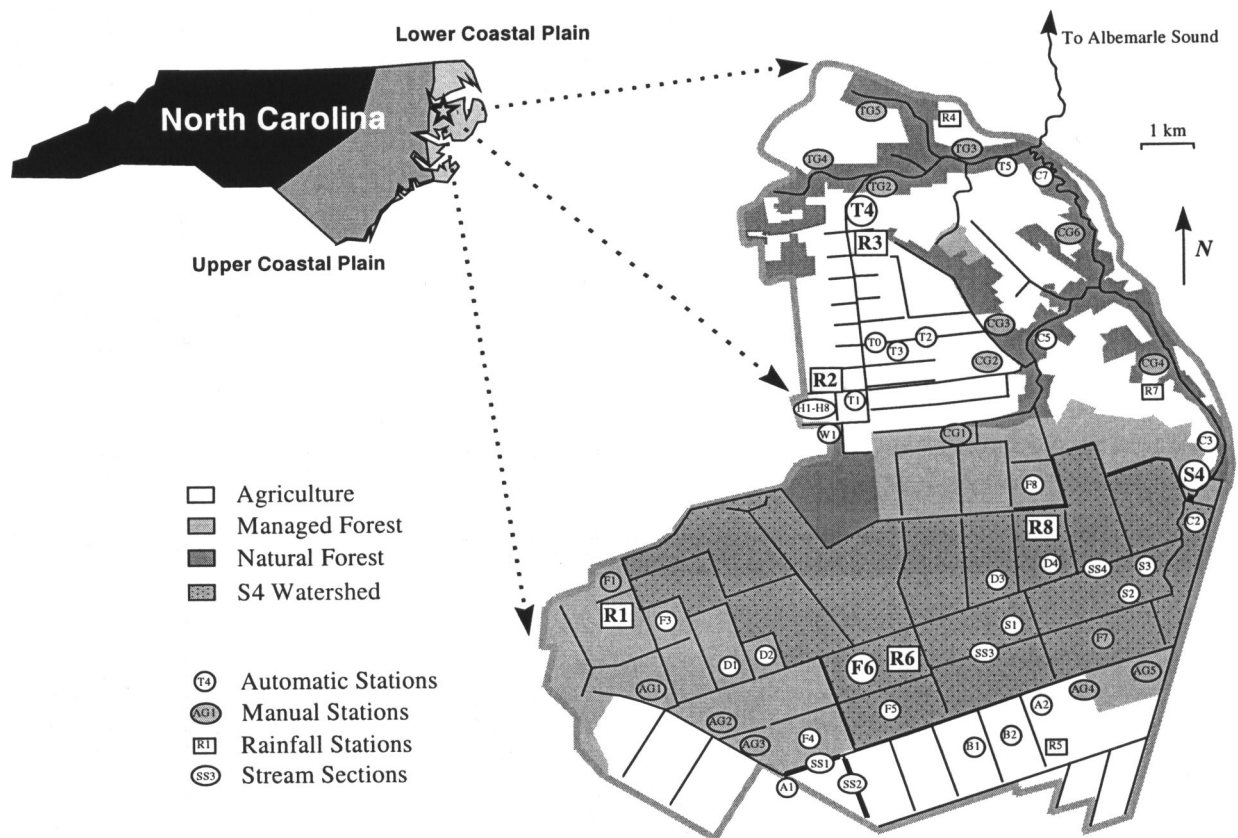 Lower Coastal Plain
North Carolina
Upper Coastal Plain
To Albemarle Sound
1 km
N
TG5
R4
TG4
TG3
T5
C7
TG2
T4
R3
CG6
CG3
T0
T3
T2
C5
CG2
CG4
R2
R7
H1-H8
T1
W1
CG1
C3
S4
F8
C2
R8
F1
D3
D4
SS4
S3
S2
R1
F3
S1
F7
D1
D2
SS3
F6
R6
AG5
AG1
AG4
AG2
F5
A2
AG3
F4
B1
B2
R5
SS1
A1
SS2
Agriculture
Managed Forest
Natural Forest
S4 Watershed
T4 Automatic Stations
AG1 Manual Stations
R1 Rainfall Stations
SS3 Stream Sections